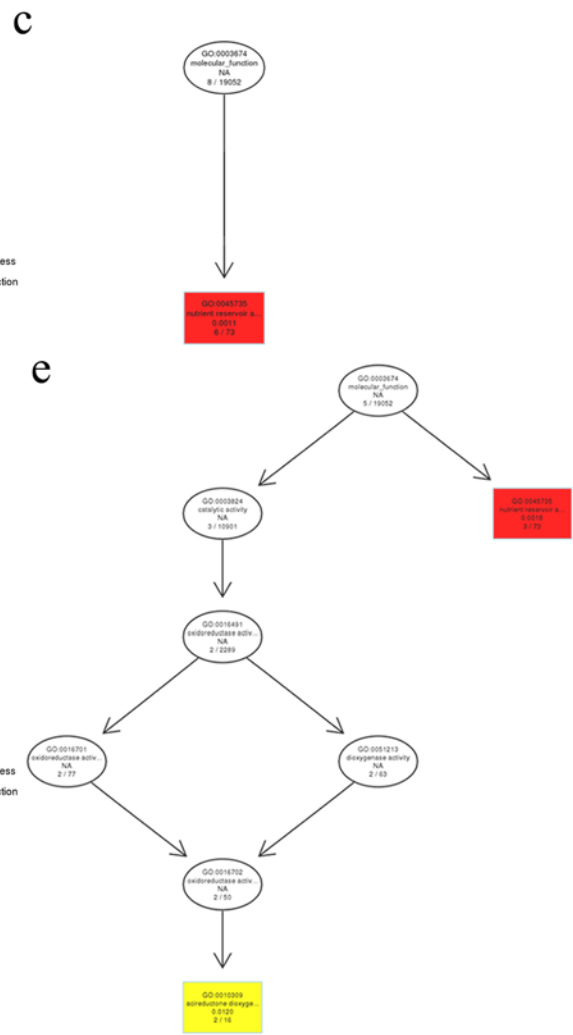 c
GO:0003674
molecular_function
NA
8 / 19052
ess
ction
GO:0045735
nutrient reservoir a...
0.0011
6 / 73
e
GO:0003674
molecular_function
NA
5 / 19052
GO:0003824
catalytic activity
NA
3 / 10901
GO:0045735
nutrient reservoir a...
0.0018
3 / 73
GO:0016491
oxidoreductase activ...
NA
2 / 2289
GO:0016701
oxidoreductase activ...
NA
2 / 77
GO:0051213
dioxygenase activity
NA
2 / 63
ess
ction
GO:0016702
oxidoreductase activ...
NA
2 / 50
GO:0010309
acireductone dioxyge...
0.0120
2 / 16